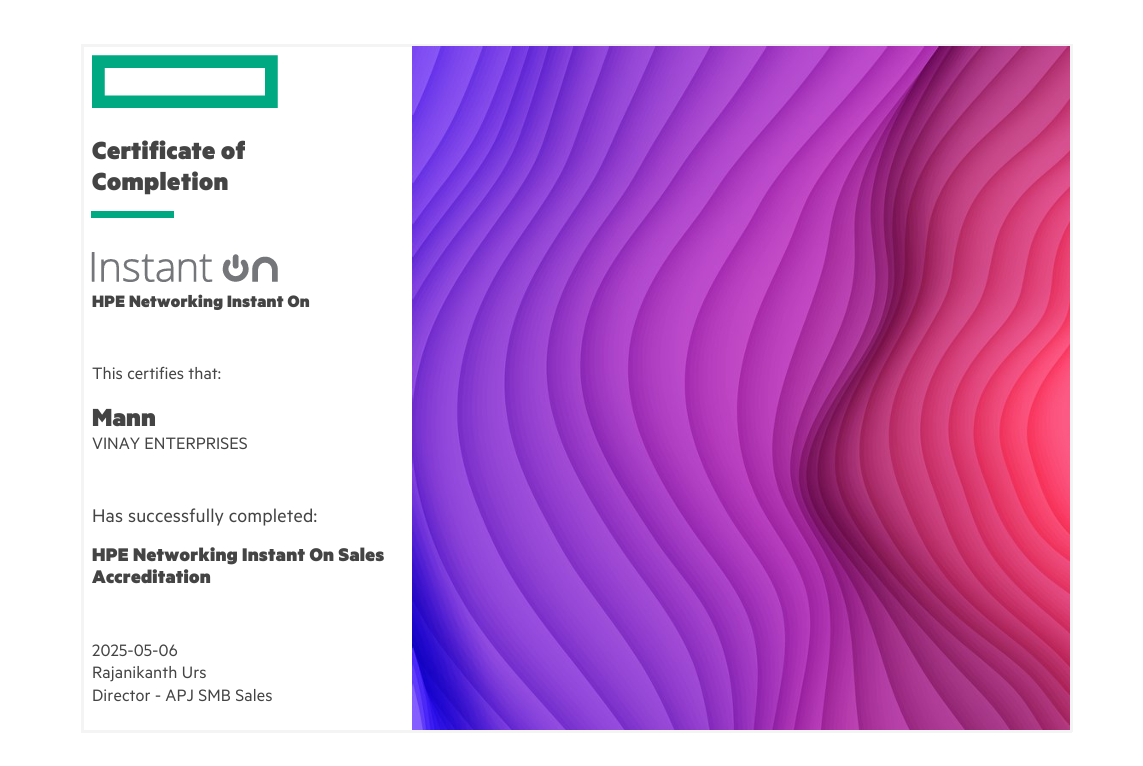 Certificate of
Completion
Instant On
HPE Networking Instant On
This certifies that:
Mann
VINAY ENTERPRISES
Has successfully completed:
HPE Networking Instant On Sales
Accreditation
2025-05-06
Rajanikanth Urs
Director - APJ SMB Sales